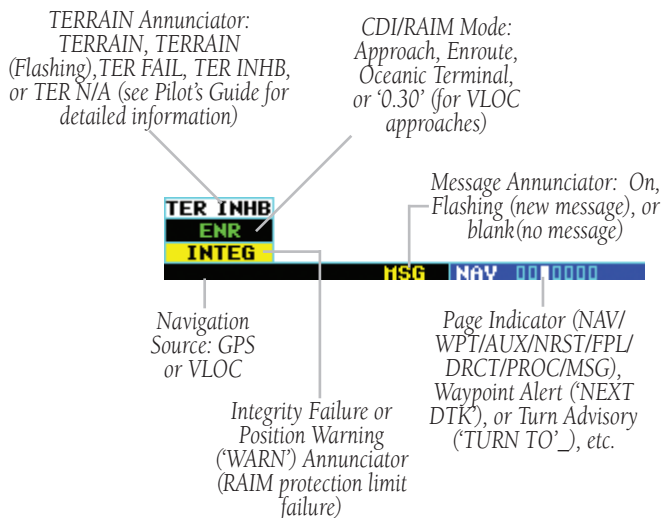 TERRAIN Annunciator:
TERRAIN, TERRAIN
(Flashing),TER FAIL, TER INHB,
or TER N/A (see Pilot's Guide for
detailed information)
CDI/RAIM Mode:
Approach, Enroute,
Oceanic Terminal,
or ‘0.30’ (for VLOC
approaches)
Message Annunciator: On,
Flashing (new message), or
blank(no message)
TER INHB
ENR
INTEG
MSG
NAV
Navigation
Source: GPS
or VLOC
Integrity Failure or
Position Warning
(‘WARN’) Annunciator
(RAIM protection limit
failure)
Page Indicator (NAV/
WPT/AUX/NRST/FPL/
DRCT/PROC/MSG),
Waypoint Alert (‘NEXT
DTK’), or Turn Advisory
(‘TURN TO’_), etc.